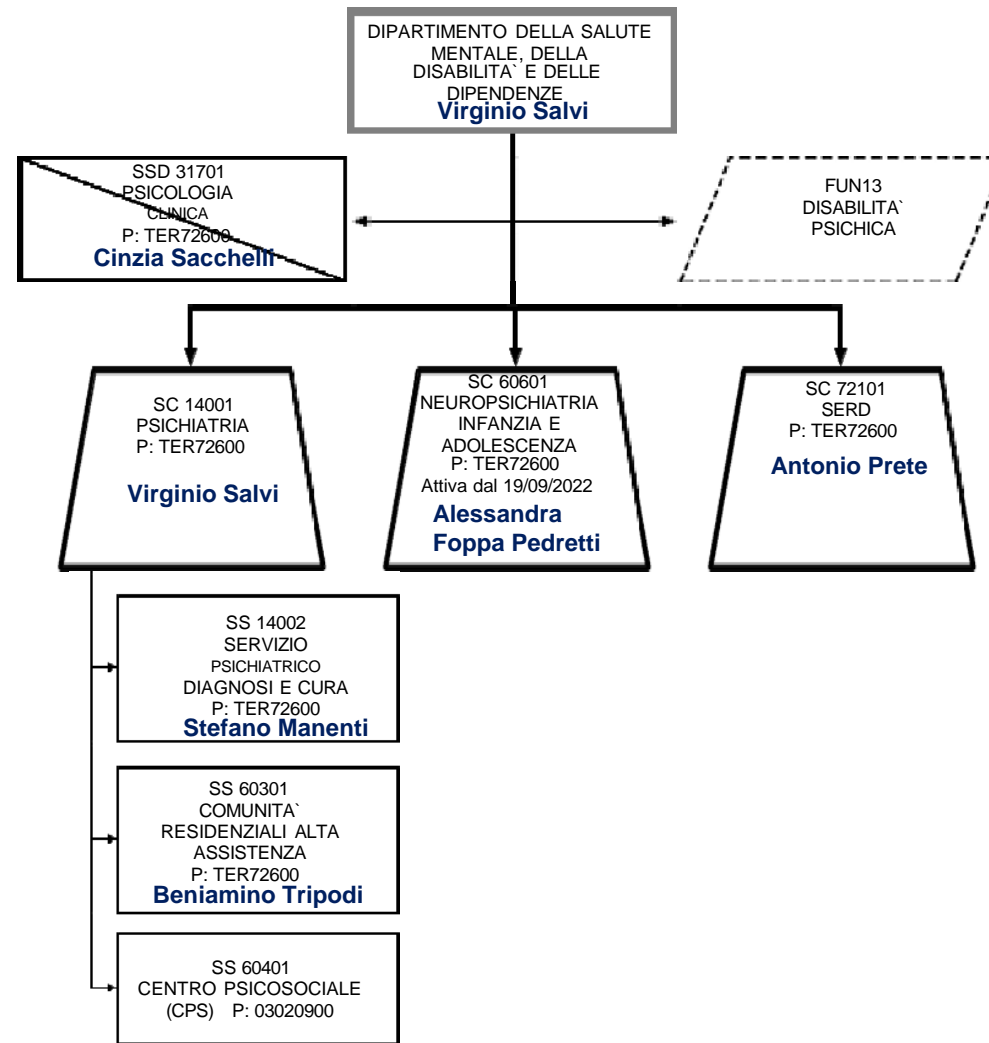 DIPARTIMENTO DELLA SALUTE
MENTALE, DELLA
DISABILITA` E DELLE
DIPENDENZE
Virginio Salvi
SSD 31701
PSICOLOGIA
CLINICA
P: TER72600
Cinzia Sacchelli
FUN13
DISABILITA`
PSICHICA
SC 14001
PSICHIATRIA
P: TER72600
Virginio Salvi
SC 60601
NEUROPSICHIATRIA
INFANZIA E
ADOLESCENZA
P: TER72600
Attiva dal 19/09/2022
Alessandra
Foppa Pedretti
SC 72101
SERD
P: TER72600
Antonio Prete
SS 14002
SERVIZIO
PSICHIATRICO
DIAGNOSI E CURA
P: TER72600
Stefano Manenti
SS 60301
COMUNITA`
RESIDENZIALI ALTA
ASSISTENZA
P: TER72600
Beniamino Tripodi
SS 60401
CENTRO PSICOSOCIALE
(CPS) P: 03020900